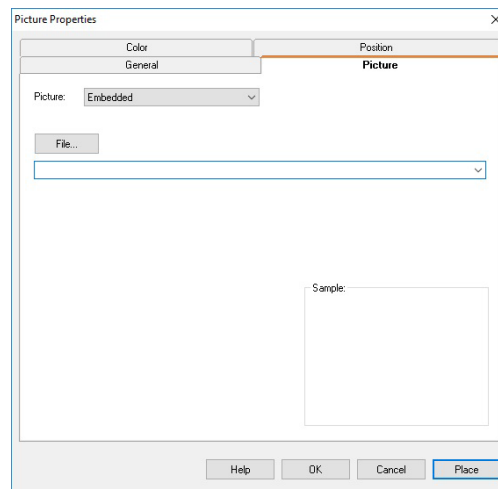 Picture Properties
Color Position
General Picture
Picture: Embedded
File...
Sample:
Help OK Cancel Place